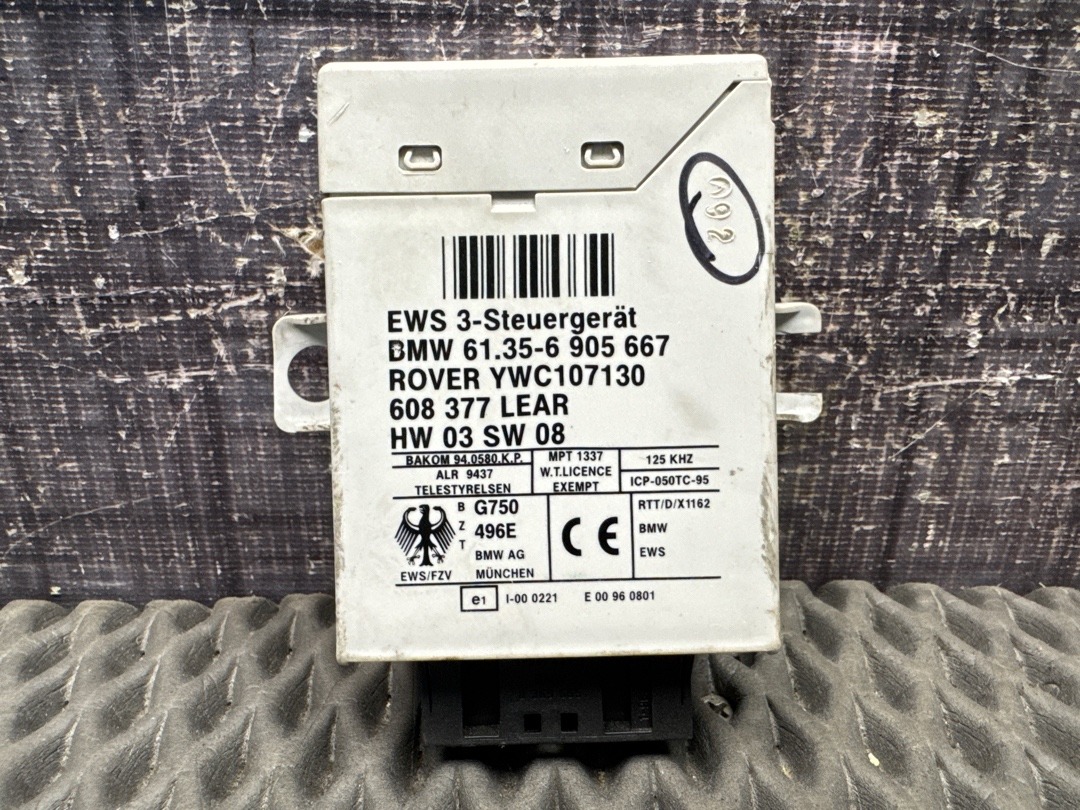 EWS 3-Steuergerät
BMW 61.35-6 905 667
ROVER YWC107130
608 377 LEAR
HW 03 SW 08
BAKOM 94.0580.K.P.
ALR 9437
TELESTYRELSEN
MPT 1337
W.T.LICENCE
EXEMPT
125 KHZ
ICP-050TC-95
BZT
G750
496E
BMW AG
MÜNCHEN
EWS/FZV
CE
RTT/D/X1162
BMW
EWS
e1 I-00 0221 E 00 96 0801